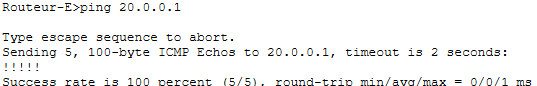 Routeur-E>ping 20.0.0.1
Type escape sequence to abort.
Sending 5, 100-byte ICMP Echos to 20.0.0.1, timeout is 2 seconds:
!!!!!
Success rate is 100 percent (5/5), round-trip min/avg/max = 0/0/1 ms